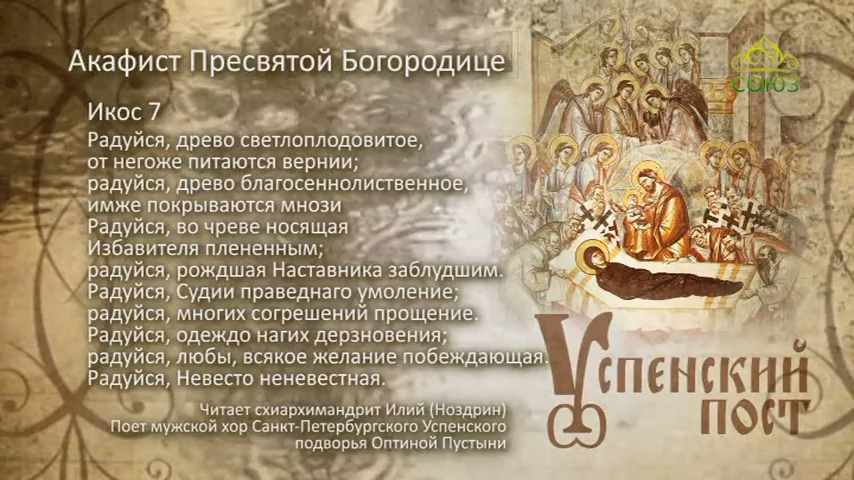 Акафист Пресвятой Богородице
СОЮЗ
Икос 7
Радуйся, древо светлоплодовитое,
от негоже питаются вернии;
радуйся, древо благосеннолиственное,
имже покрываются мнози
Радуйся, во чреве носящая
Избавителя плененным;
радуйся, рождшая Наставника заблудшим.
Радуйся, Судии праведнаго умоление;
радуйся, многих согрешений прощение.
Радуйся, одеждо нагих дерзновения;
радуйся, любы, всякое желание побеждающая.
Радуйся, Невесто неневестная.
Читает схиархимандрит Илий (Ноздрин)
Поет мужской хор Санкт-Петербургского Успенского
подворья Оптиной Пустыни
Успенский
пост